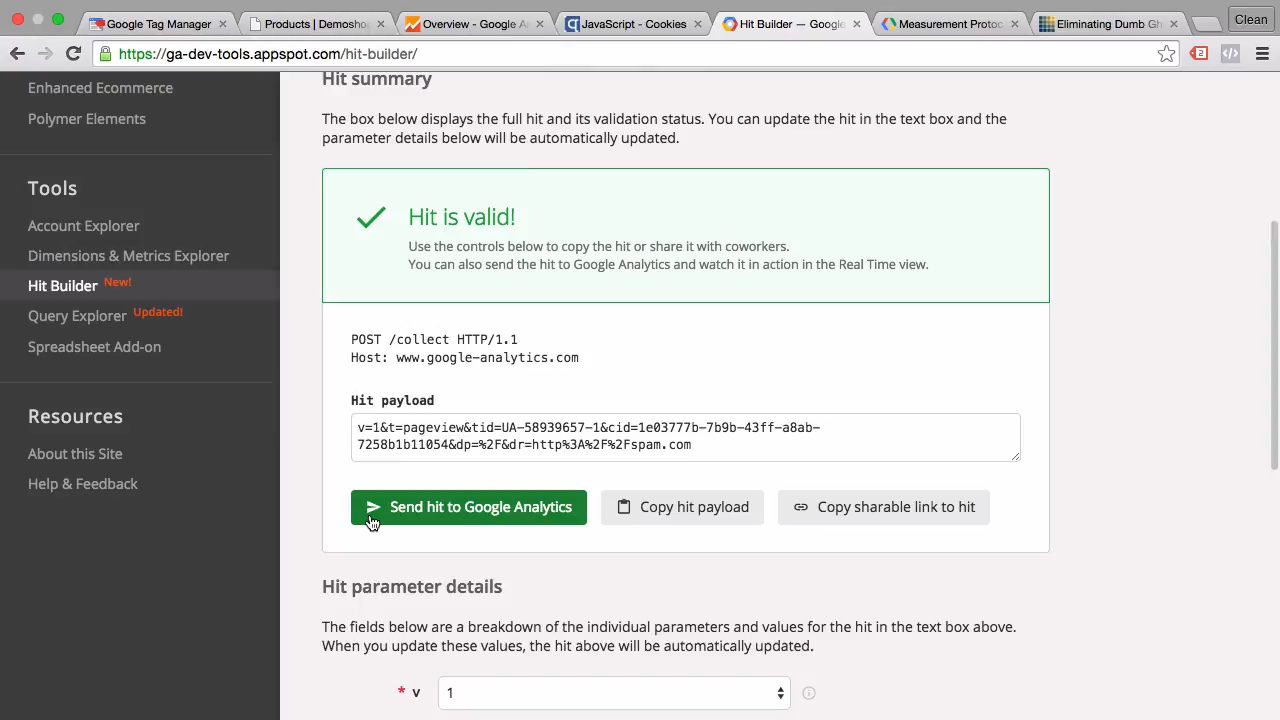 Google Tag Manager
Products | Demosho
Overview - Google A
JavaScript - Cookies
Hit Builder — Google
Measurement Protoc
Eliminating Dumb Gh
Clean
https://ga-dev-tools.appspot.com/hit-builder/
2
Enhanced Ecommerce
Polymer Elements
Tools
Account Explorer
Dimensions & Metrics Explorer
Hit Builder New!
Query Explorer Updated!
Spreadsheet Add-on
Resources
About this Site
Help & Feedback
Hit summary
The box below displays the full hit and its validation status. You can update the hit in the text box and the
parameter details below will be automatically updated.
Hit is valid!
Use the controls below to copy the hit or share it with coworkers.
You can also send the hit to Google Analytics and watch it in action in the Real Time view.
POST /collect HTTP/1.1
Host: www.google-analytics.com
Hit payload
v=1&t=pageview&tid=UA-58939657-1&cid=1e03777b-7b9b-43ff-a8ab-
7258b1b11054&dp=%2F&dr=http%3A%2F%2Fspam.com
Send hit to Google Analytics
Copy hit payload
Copy sharable link to hit
Hit parameter details
The fields below are a breakdown of the individual parameters and values for the hit in the text box above.
When you update these values, the hit above will be automatically updated.
* v
1